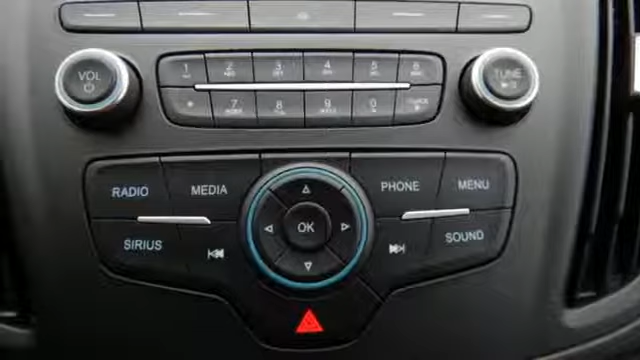 VOL
TUNE
1 2 3 4 5 6
* 7 8 9 0
RADIO MEDIA PHONE MENU
OK
SIRIUS SOUND